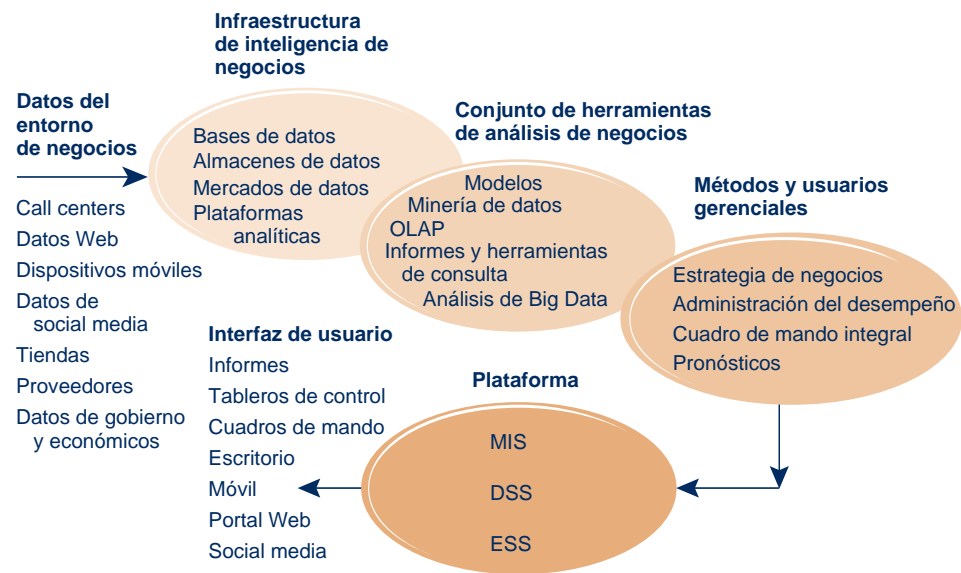 Datos del
entorno
de negocios
Call centers
Datos Web
Dispositivos móviles
Datos de
social media
Tiendas
Proveedores
Datos de gobierno
y económicos
Infraestructura
de inteligencia de
negocios
Bases de datos
Almacenes de datos
Mercados de datos
Plataformas
analíticas
Conjunto de herramientas
de análisis de negocios
Modelos
Minería de datos
OLAP
Informes y herramientas
de consulta
Análisis de Big Data
Métodos y usuarios
gerenciales
Estrategia de negocios
Administración del desempeño
Cuadro de mando integral
Pronósticos
Plataforma
MIS
DSS
ESS
Interfaz de usuario
Informes
Tableros de control
Cuadros de mando
Escritorio
Móvil
Portal Web
Social media